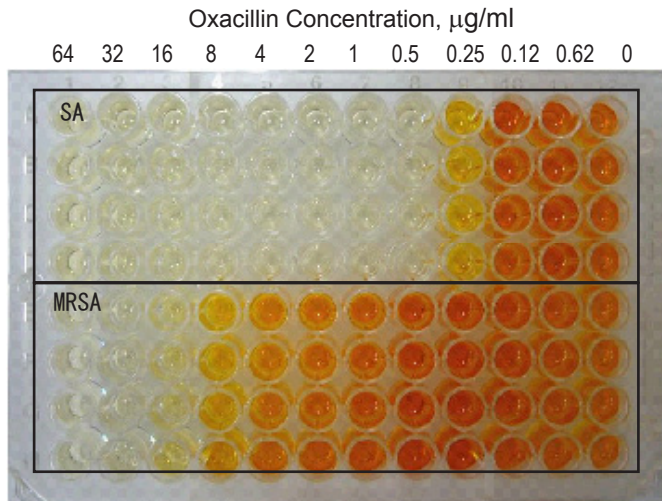 Oxacillin Concentration, μg/ml
64 32 16 8 4 2 1 0.5 0.25 0.12 0.62 0
SA
MRSA